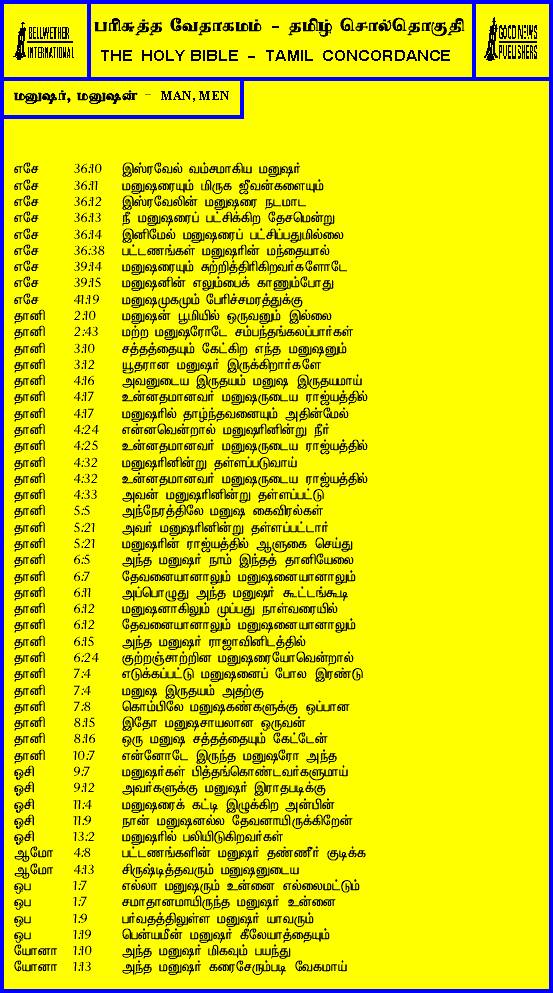 BELLWETHER
INTERNATIONAL
பரிசுத்த வேதாகமம் - தமிழ் சொல்தொகுதி
THE HOLY BIBLE - TAMIL CONCORDANCE
GOOD NEWS
PUBLISHERS
மனுஷர், மனுஷன் - MAN, MEN
எசே 36:10 இஸ்ரவேல் வம்சமாகிய மனுஷர்
எசே 36:11 மனுஷரையும் மிருக ஜீவன்களையும்
எசே 36:12 இஸ்ரவேலின் மனுஷரை நடமாட
எசே 36:13 நீ மனுஷரைப் பட்சிக்கிற தேசமென்று
எசே 36:14 இனிமேல் மனுஷரைப் பட்சிப்பதுமில்லை
எசே 36:38 பட்டணங்கள் மனுஷரின் மந்தையால்
எசே 39:14 மனுஷரையும் சுற்றித்திரிகிறவர்களோடே
எசே 39:15 மனுஷனின் எலும்பைக் காணும்போது
எசே 41:19 மனுஷமுகமும் பேரிச்சமரத்துக்கு
தானி 2:10 மனுஷன் பூமியில் ஒருவனும் இல்லை
தானி 2:43 மற்ற மனுஷரோடே சம்பந்தங்கலப்பார்கள்
தானி 3:10 சத்தத்தையும் கேட்கிற எந்த மனுஷனும்
தானி 3:12 யூதரான மனுஷர் இருக்கிறார்களே
தானி 4:16 அவனுடைய இருதயம் மனுஷ இருதயமாய்
தானி 4:17 உன்னதமானவர் மனுஷருடைய ராஜ்யத்தில்
தானி 4:17 மனுஷரில் தாழ்ந்தவனையும் அதின்மேல்
தானி 4:24 என்னவென்றால் மனுஷரினின்று நீர்
தானி 4:25 உன்னதமானவர் மனுஷருடைய ராஜ்யத்தில்
தானி 4:32 மனுஷரினின்று தள்ளப்படுவாய்
தானி 4:32 உன்னதமானவர் மனுஷருடைய ராஜ்யத்தில்
தானி 4:33 அவன் மனுஷரினின்று தள்ளப்பட்டு
தானி 5:5 அந்நேரத்திலே மனுஷ கைவிரல்கள்
தானி 5:21 அவர் மனுஷரினின்று தள்ளப்பட்டார்
தானி 5:21 மனுஷரின் ராஜ்யத்தில் ஆளுகை செய்து
தானி 6:5 அந்த மனுஷர் நாம் இந்தத் தானியேலை
தானி 6:7 தேவனையானாலும் மனுஷனையானாலும்
தானி 6:11 அப்பொழுது அந்த மனுஷர் கூட்டங்கூடி
தானி 6:12 மனுஷனாகிலும் முப்பது நாள்வரையில்
தானி 6:12 தேவனையானாலும் மனுஷனையானாலும்
தானி 6:15 அந்த மனுஷர் ராஜாவினிடத்தில்
தானி 6:24 குற்றஞ்சாற்றின மனுஷரையோவென்றால்
தானி 7:4 எடுக்கப்பட்டு மனுஷனைப் போல இரண்டு
தானி 7:4 மனுஷ இருதயம் அதற்கு
தானி 7:8 கொம்பிலே மனுஷகண்களுக்கு ஒப்பான
தானி 8:15 இதோ மனுஷசாயலான ஒருவன்
தானி 8:16 ஒரு மனுஷ சத்தத்தையும் கேட்டேன்
தானி 10:7 என்னோடே இருந்த மனுஷரோ அந்த
ஓசி 9:7 மனுஷர்கள் பித்தங்கொண்டவர்களுமாய்
ஓசி 9:12 அவர்களுக்கு மனுஷர் இராதபடிக்கு
ஓசி 11:4 மனுஷரைக் கட்டி இழுக்கிற அன்பின்
ஓசி 11:9 நான் மனுஷனல்ல தேவனாயிருக்கிறேன்
ஓசி 13:2 மனுஷரில் பலியிடுகிறவர்கள்
ஆமோ 4:8 பட்டணங்களின் மனுஷர் தண்ணீர் குடிக்க
ஆமோ 4:13 சிருஷ்டித்தவரும் மனுஷனுடைய
ஒப 1:7 எல்லா மனுஷரும் உன்னை எல்லைமட்டும்
ஒப 1:7 சமாதானமாயிருந்த மனுஷர் உன்னை
ஒப 1:9 பர்வதத்திலுள்ள மனுஷர் யாவரும்
ஒப 1:19 பென்யமீன் மனுஷர் கீலேயாத்தையும்
யோனா 1:10 அந்த மனுஷர் மிகவும் பயந்து
யோனா 1:13 அந்த மனுஷர் கரைசேரும்படி வேகமாய்